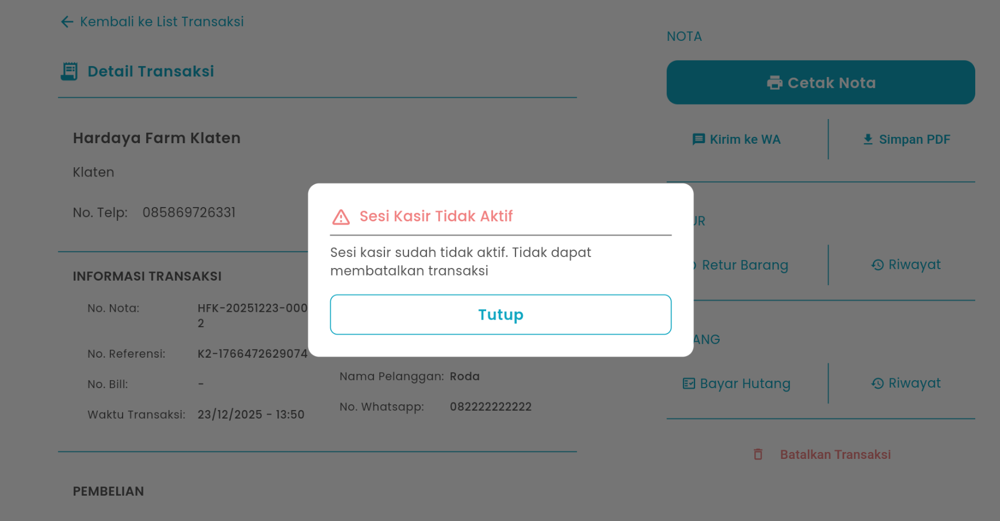 Kembali ke List Transaksi
Detail Transaksi
Hardaya Farm Klaten
Klaten
No. Telp: 085869726331
INFORMASI TRANSAKSI
No. Nota: HFK-20251223-000
2
No. Referensi: K2-1766472629074
No. Bill: -
Waktu Transaksi: 23/12/2025 - 13:50
Nama Pelanggan: Roda
No. Whatsapp: 082222222222
PEMBELIAN
Sesi Kasir Tidak Aktif
Sesi kasir sudah tidak aktif. Tidak dapat
membatalkan transaksi
Tutup
NOTA
Cetak Nota
Kirim ke WA
Simpan PDF
Retur Barang
Riwayat
Bayar Hutang
Riwayat
Batalkan Transaksi